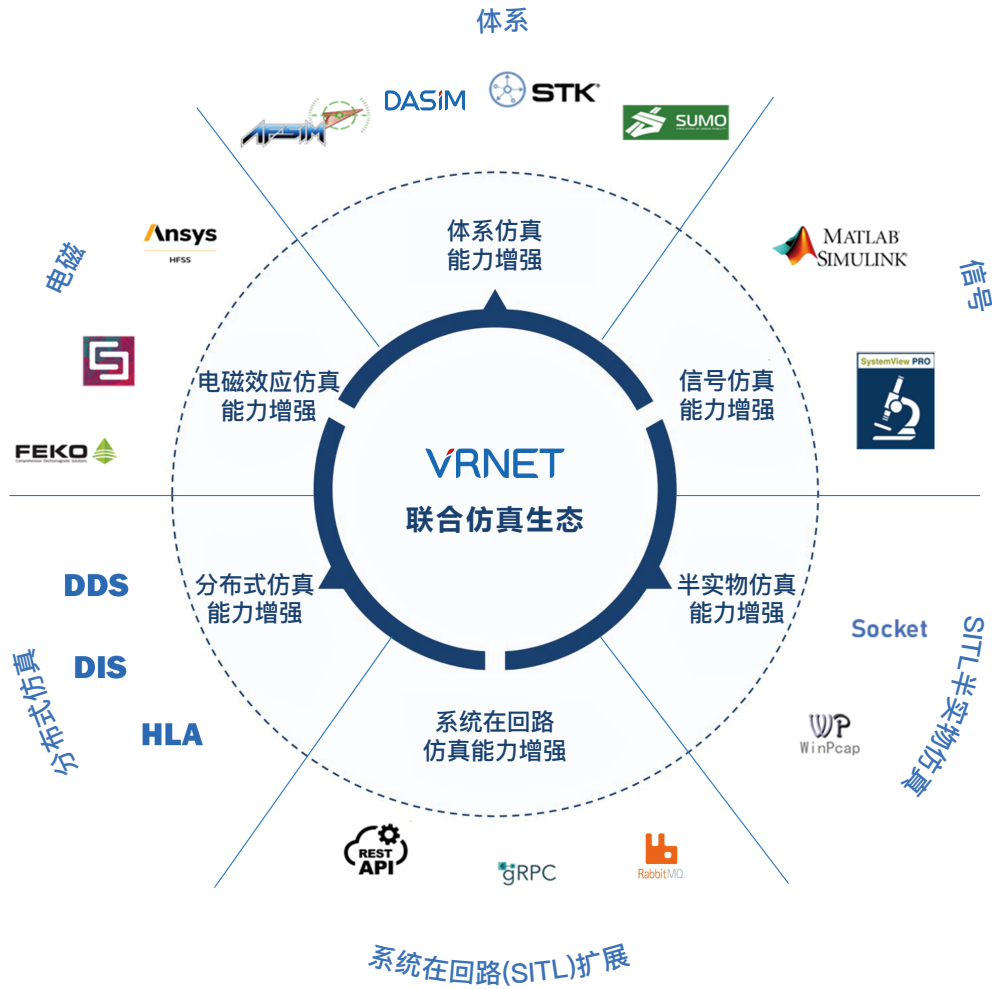 体系
AFSIM
DASIM
STK
SUMO
体系仿真
能力增强
Ansys
HFSS
电磁
MATLAB
SIMULINK
信号
SystemView PRO
电磁效应仿真
能力增强
信号仿真
能力增强
FEKO
VRNET
联合仿真生态
DDS
DIS
HLA
分布式仿真
分布式仿真
能力增强
半实物仿真
能力增强
Socket
WP
WinPcap
SITL半实物仿真
系统在回路
仿真能力增强
REST
API
gRPC
RabbitMQ
系统在回路(SITL)扩展